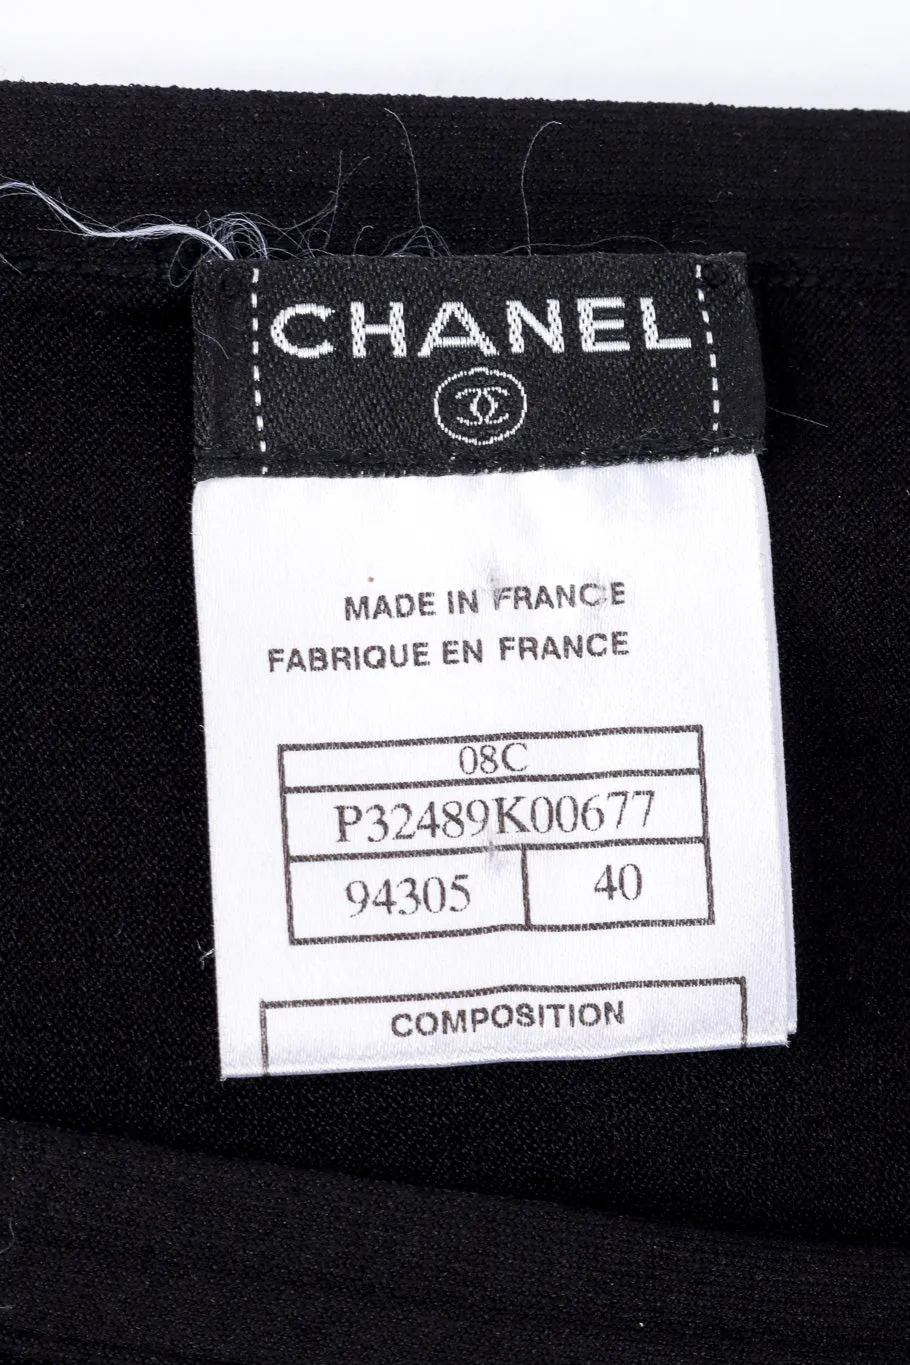 CHANEL
MADE IN FRANCE
FABRIQUE EN FRANCE
08C
P32489K00677
94305 40
COMPOSITION